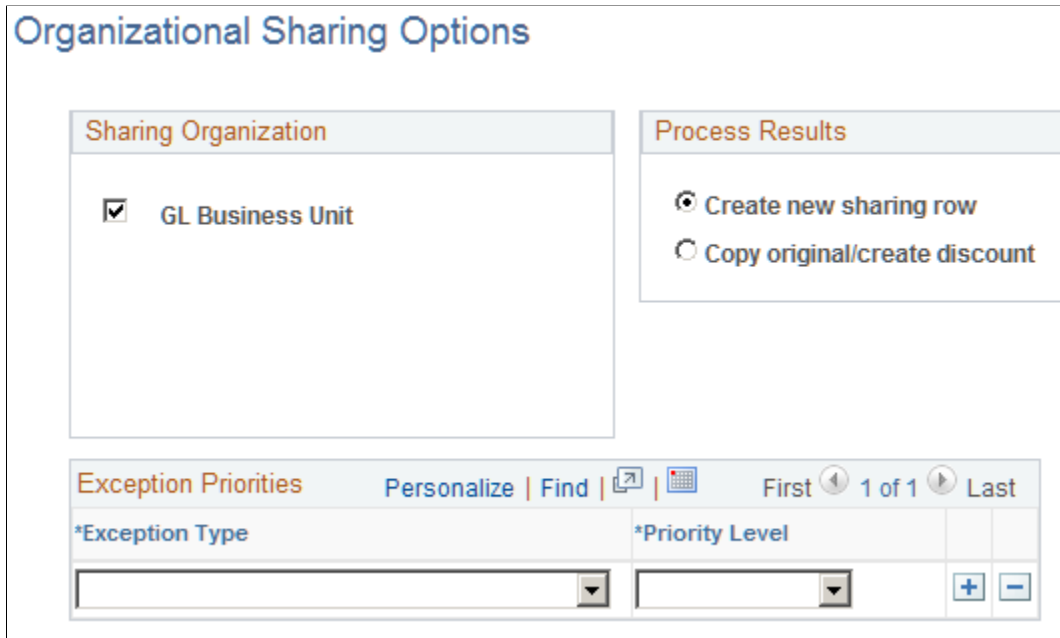 Organizational Sharing Options
Sharing Organization
GL Business Unit
Process Results
Create new sharing row
Copy original/create discount
Exception Priorities Personalize | Find | | First 1 of 1 Last
*Exception Type *Priority Level